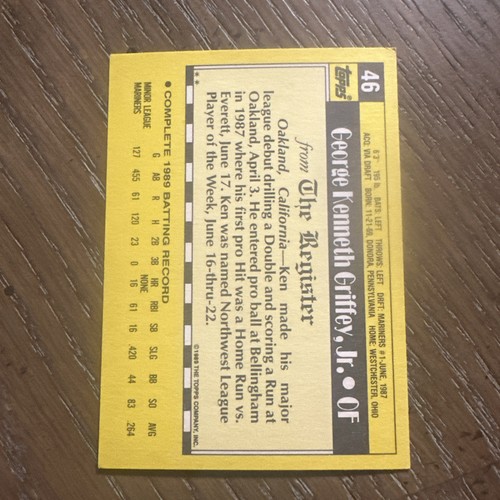 46
topps®
George Kenneth Griffey, Jr. • OF
6'3" 195 lb. BATS: LEFT THROWS: LEFT DRFT: MARINERS #1-JUNE, 1987
ACQ: VIA DRAFT BORN: 11-21-69, DONORA, PENNSYLVANIA HOME: WESTCHESTER, OHIO
from The Register
Oakland, California—Ken made his major
league debut drilling a Double and scoring a Run at
Oakland, April 3. He entered pro ball at Bellingham
in 1987 where his first pro Hit was a Home Run vs.
Everett, June 17. Ken was named Northwest League
Player of the Week, June 16-thru-22.
**
©1989 THE TOPPS COMPANY, INC.
• COMPLETE 1989 BATTING RECORD
G AB R H 2B 3B HR RBI SB SLG BB SO AVG
MINOR LEAGUE NONE
MARINERS 127 455 61 120 23 0 16 61 16 .420 44 83 .264